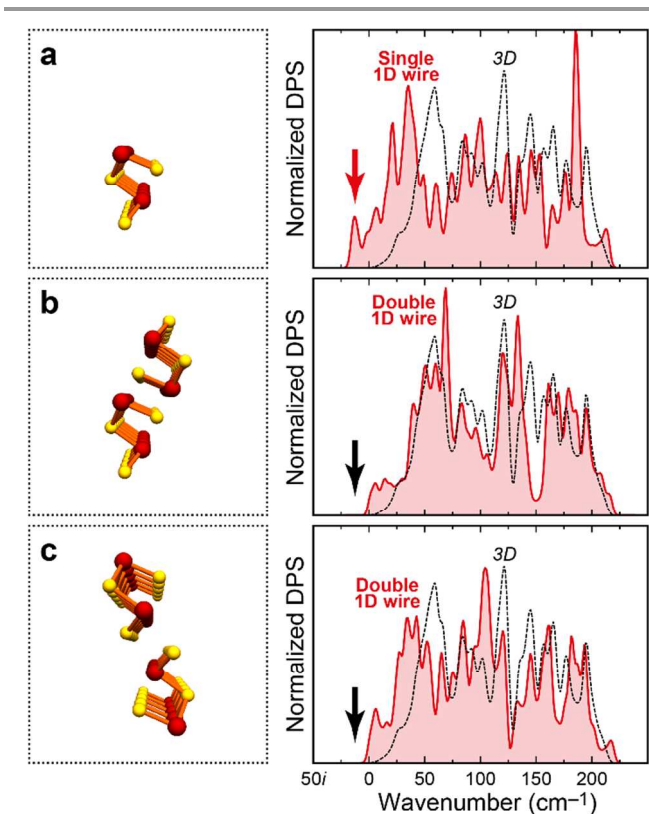 a
Normalized DPS
Single
1D wire
3D
b
Normalized DPS
Double
1D wire
3D
c
Normalized DPS
Double
1D wire
3D
50i 0 50 100 150 200
Wavenumber (cm⁻¹)